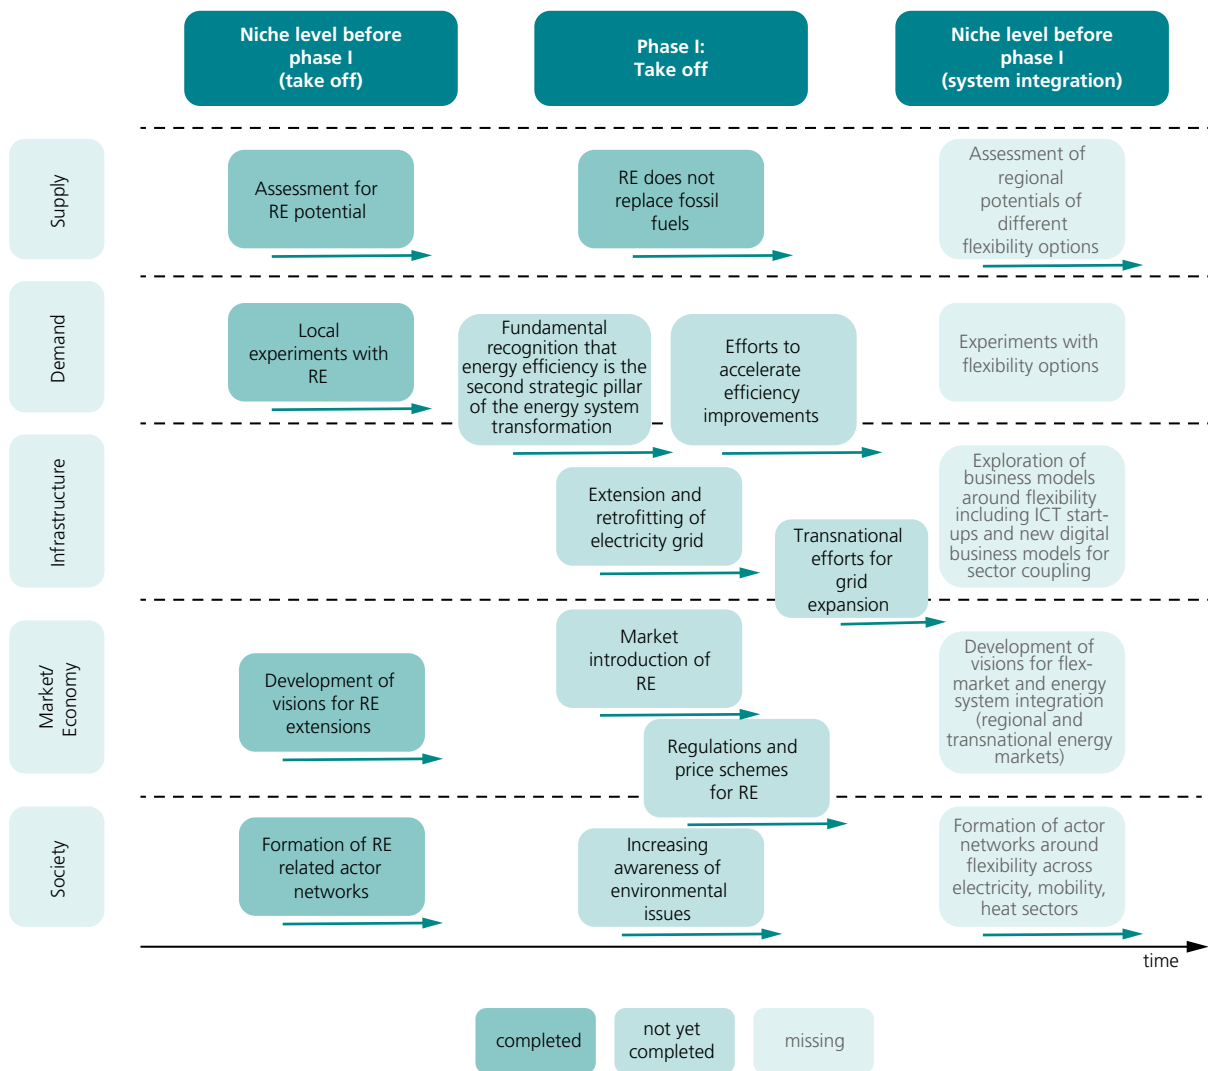 Niche level before
phase I
(take off)
Phase I:
Take off
Niche level before
phase I
(system integration)
Supply
Assessment for
RE potential
RE does not
replace fossil
fuels
Assessment of
regional
potentials of
different
flexibility options
Demand
Local
experiments with
RE
Fundamental
recognition that
energy efficiency is the
second strategic pillar
of the energy system
transformation
Efforts to
accelerate
efficiency
improvements
Experiments with
flexibility options
Infrastructure
Extension and
retrofitting of
electricity grid
Transnational
efforts for
grid
expansion
Exploration of
business models
around flexibility
including ICT start-
ups and new digital
business models for
sector coupling
Market/
Economy
Development of
visions for RE
extensions
Market
introduction of
RE
Regulations and
price schemes
for RE
Development of
visions for flex-
market and energy
system integration
(regional and
transnational energy
markets)
Society
Formation of RE
related actor
networks
Increasing
awareness of
environmental
issues
Formation of actor
networks around
flexibility across
electricity, mobility,
heat sectors
time
completed
not yet
completed
missing